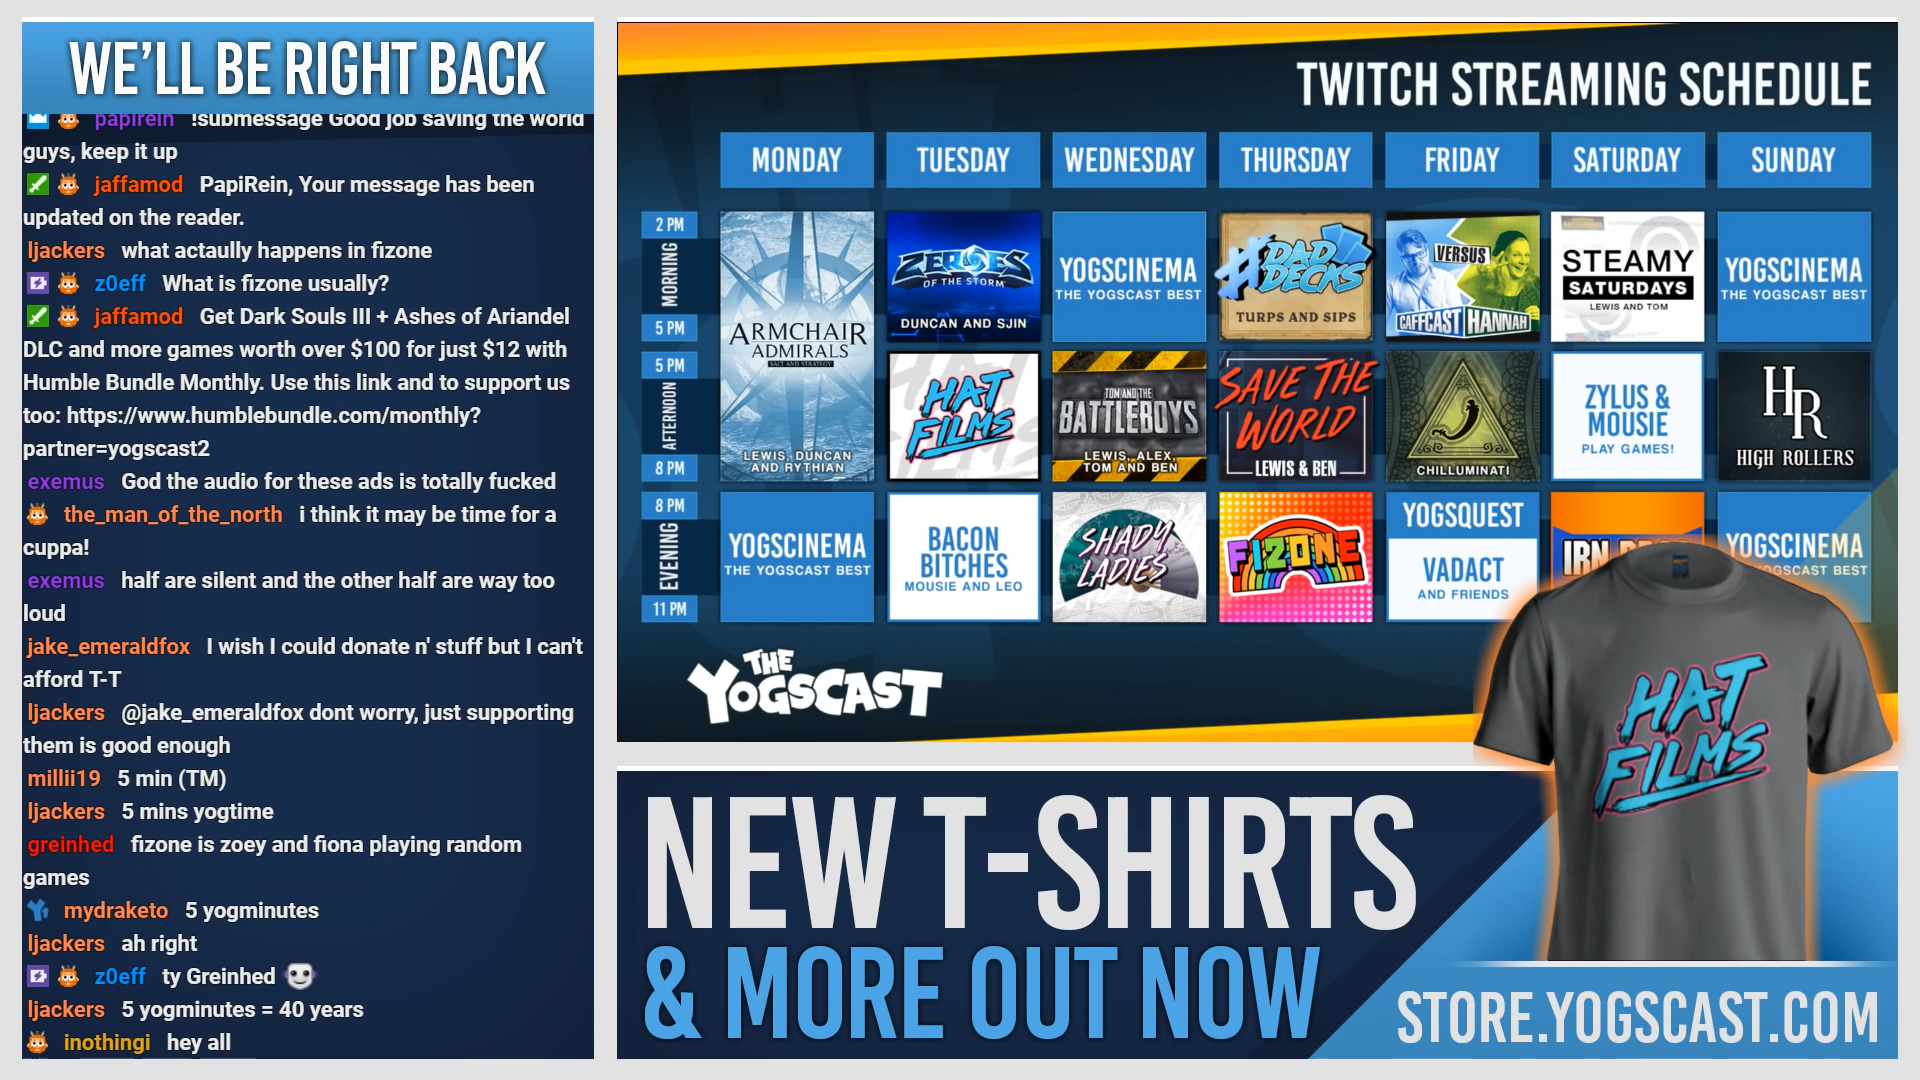 WE'LL BE RIGHT BACK
papirein !submessage Good job saving the world
guys, keep it up
jaffamod PapiRein, Your message has been
updated on the reader.
ljackers what actaully happens in fizone
z0eff What is fizone usually?
jaffamod Get Dark Souls III + Ashes of Ariandel
DLC and more games worth over $100 for just $12 with
Humble Bundle Monthly. Use this link and to support us
too: https://www.humblebundle.com/monthly?
partner=yogscast2
exemus God the audio for these ads is totally fucked
the_man_of_the_north i think it may be time for a
cuppa!
exemus half are silent and the other half are way too
loud
jake_emeraldfox I wish I could donate n' stuff but I can't
afford T-T
ljackers @jake_emeraldfox dont worry, just supporting
them is good enough
millii19 5 min (TM)
ljackers 5 mins yogtime
greinhed fizone is zoey and fiona playing random
games
mydraketo 5 yogminutes
ljackers ah right
z0eff ty Greinhed
ljackers 5 yogminutes = 40 years
inothingi hey all
TWITCH STREAMING SCHEDULE
MONDAY TUESDAY WEDNESDAY THURSDAY FRIDAY SATURDAY SUNDAY
2 PM
MORNING
5 PM
ARMCHAIR
ADMIRALS
SALT AND STRATEGY
LEWIS, DUNCAN
AND RYTHIAN
ZEROES
OF THE STORM
DUNCAN AND SJIN
YOGSCINEMA
THE YOGSCAST BEST
#DAD
DECKS
TURPS AND SIPS
VERSUS
CAFFCAST HANNAH
STEAMY
SATURDAYS
LEWIS AND TOM
YOGSCINEMA
THE YOGSCAST BEST
5 PM
AFTERNOON
8 PM
HAT
FILMS
TOM AND THE
BATTLEBOYS
LEWIS, ALEX,
TOM AND BEN
SAVE THE
WORLD
LEWIS & BEN
CHILLUMINATI
ZYLUS &
MOUSIE
PLAY GAMES!
HR
HIGH ROLLERS
8 PM
EVENING
11 PM
YOGSCINEMA
THE YOGSCAST BEST
BACON
BITCHES
MOUSIE AND LEO
SHADY
LADIES
FIZONE
YOGSQUEST
VADACT
AND FRIENDS
IRN
YOGSCINEMA
YOGSCAST BEST
THE
YOGSCAST
HAT
FILMS
NEW T-SHIRTS
& MORE OUT NOW
STORE.YOGSCAST.COM